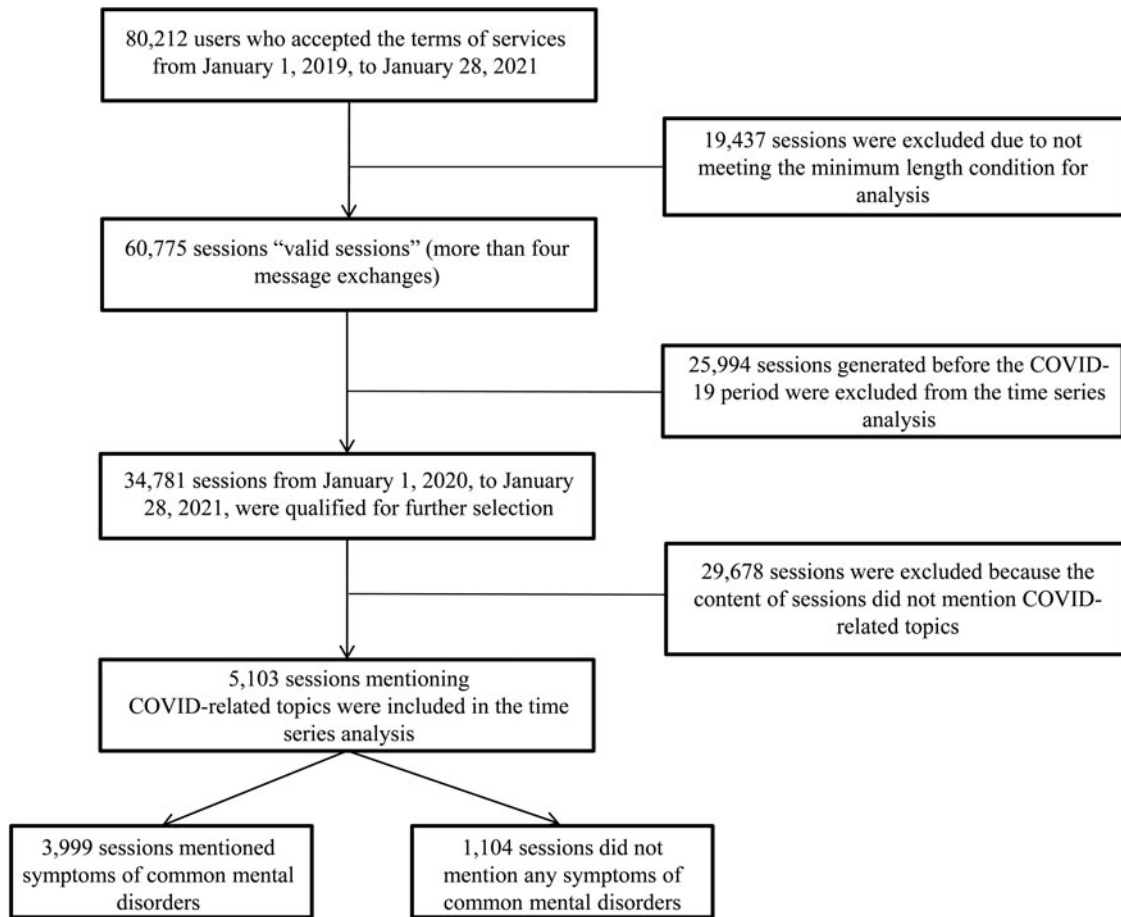 80,212 users who accepted the terms of services
from January 1, 2019, to January 28, 2021
19,437 sessions were excluded due to not
meeting the minimum length condition for
analysis
60,775 sessions “valid sessions” (more than four
message exchanges)
25,994 sessions generated before the COVID-
19 period were excluded from the time series
analysis
34,781 sessions from January 1, 2020, to January
28, 2021, were qualified for further selection
29,678 sessions were excluded because the
content of sessions did not mention COVID-
related topics
5,103 sessions mentioning
COVID-related topics were included in the time
series analysis
3,999 sessions mentioned
symptoms of common mental
disorders
1,104 sessions did not
mention any symptoms of
common mental disorders